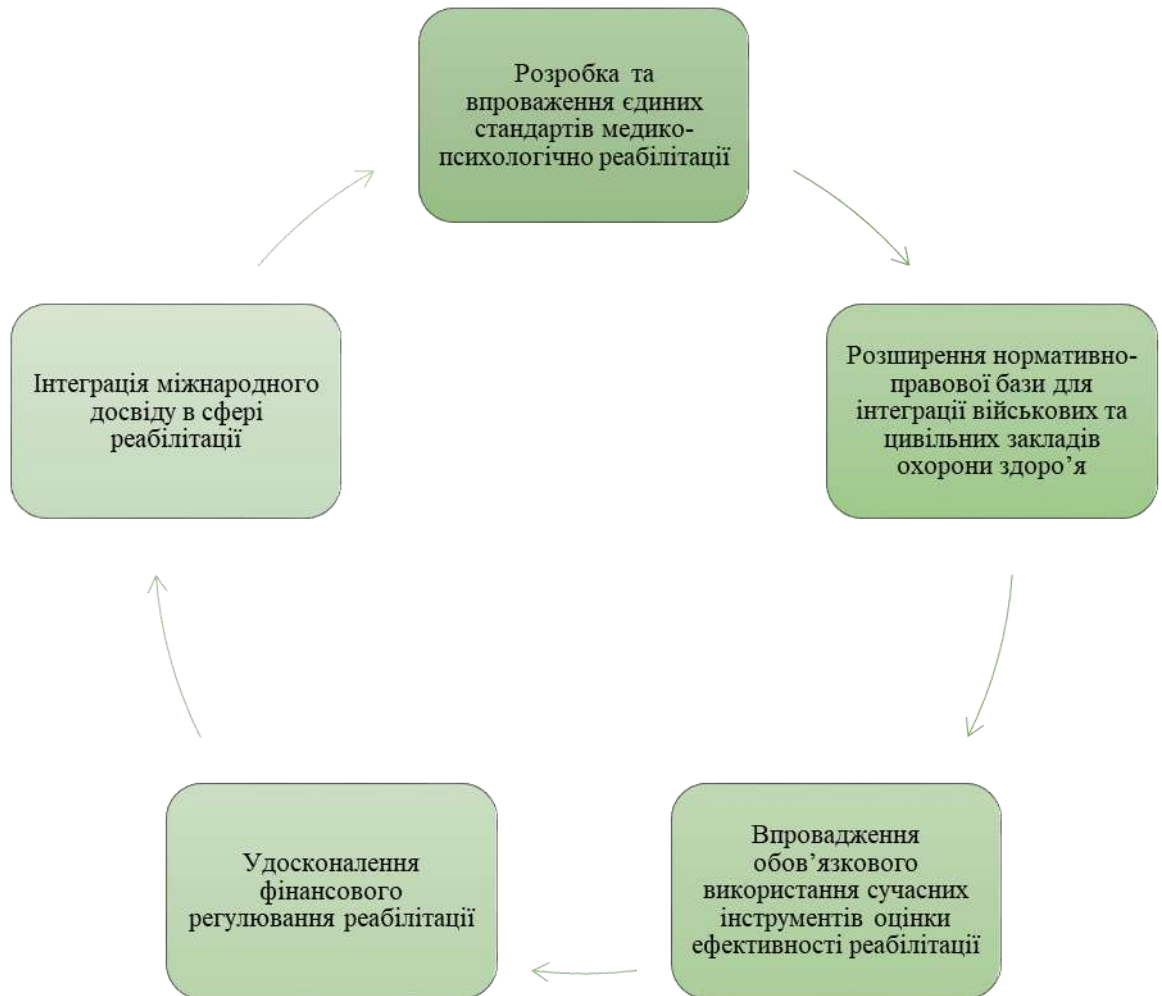 Розробка та
впроваження єдиних
стандартів медико-
психологічно реабілітації
Розширення нормативно-
правової бази для
інтеграції військових та
цивільних закладів
охорони здоро’я
Впровадження
обов’язкового
використання сучасних
інструментів оцінки
ефективності реабілітації
Удосконалення
фінансового
регулювання реабілітації
Інтеграція міжнародного
досвіду в сфері
реабілітації